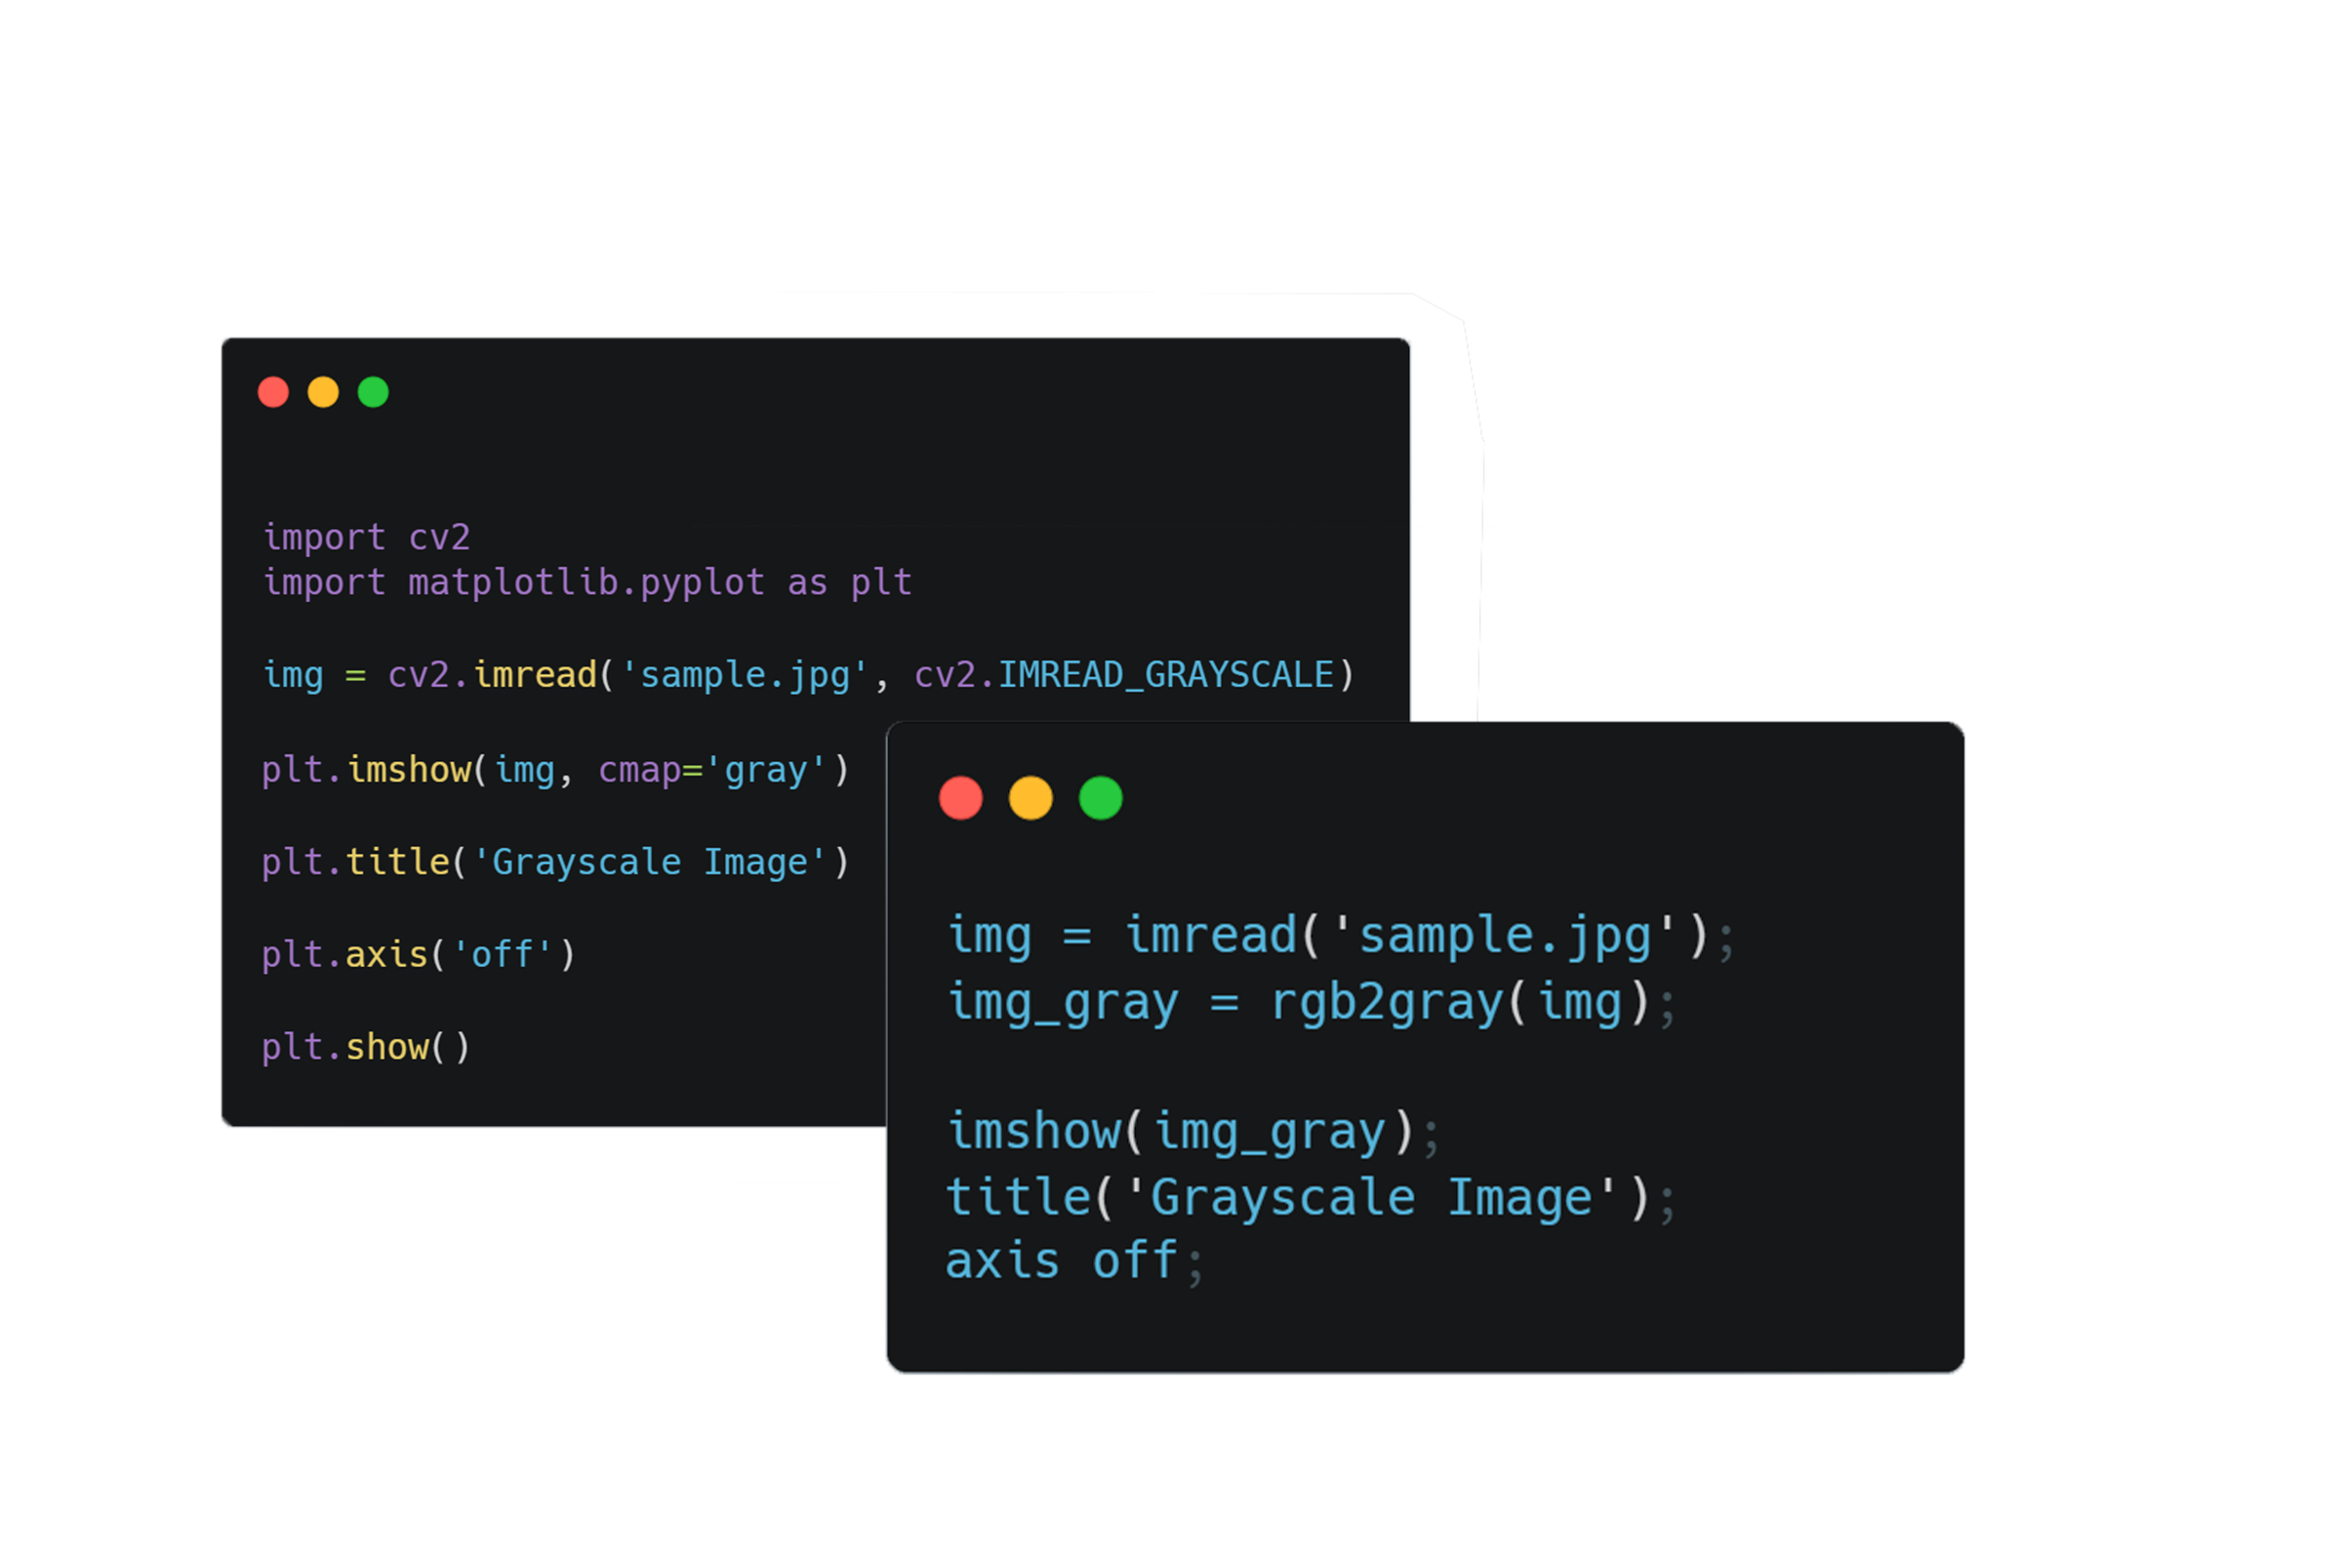 import cv2
import matplotlib.pyplot as plt
img = cv2.imread('sample.jpg', cv2.IMREAD_GRAYSCALE)
plt.imshow(img, cmap='gray')
plt.title('Grayscale Image')
plt.axis('off')
plt.show()
img = imread('sample.jpg');
img_gray = rgb2gray(img);
imshow(img_gray);
title('Grayscale Image');
axis off;